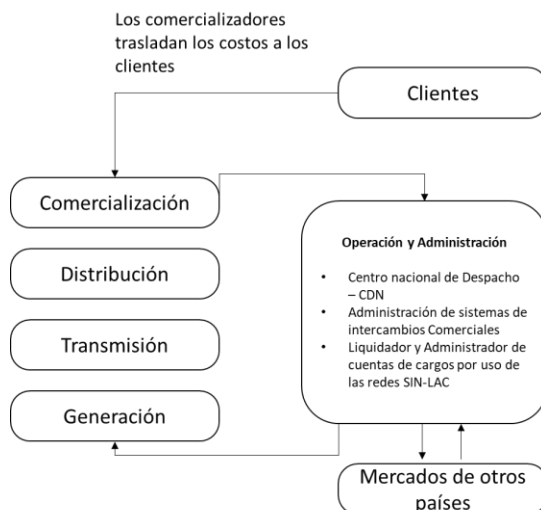 Los comercializadores
trasladan los costos a los
clientes
Clientes
Comercialización
Distribución
Transmisión
Generación
Operación y Administración
• Centro nacional de Despacho
– CDN
• Administración de sistemas de
intercambios Comerciales
• Liquidador y Administrador de
cuentas de cargos por uso de
las redes SIN-LAC
Mercados de otros
países